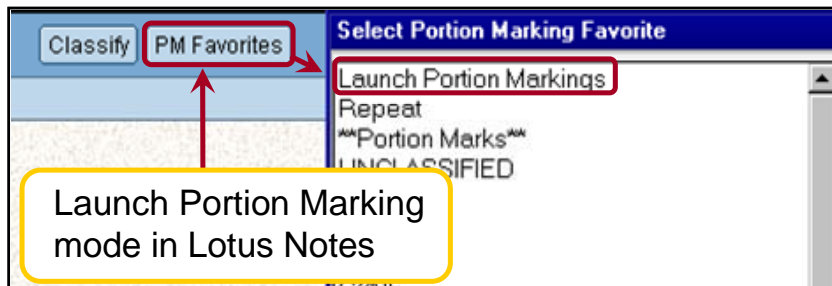 Classify PM Favorites
Select Portion Marking Favorite
Launch Portion Markings
Repeat
**Portion Marks**
UNCLASSIFIED
Launch Portion Marking
mode in Lotus Notes